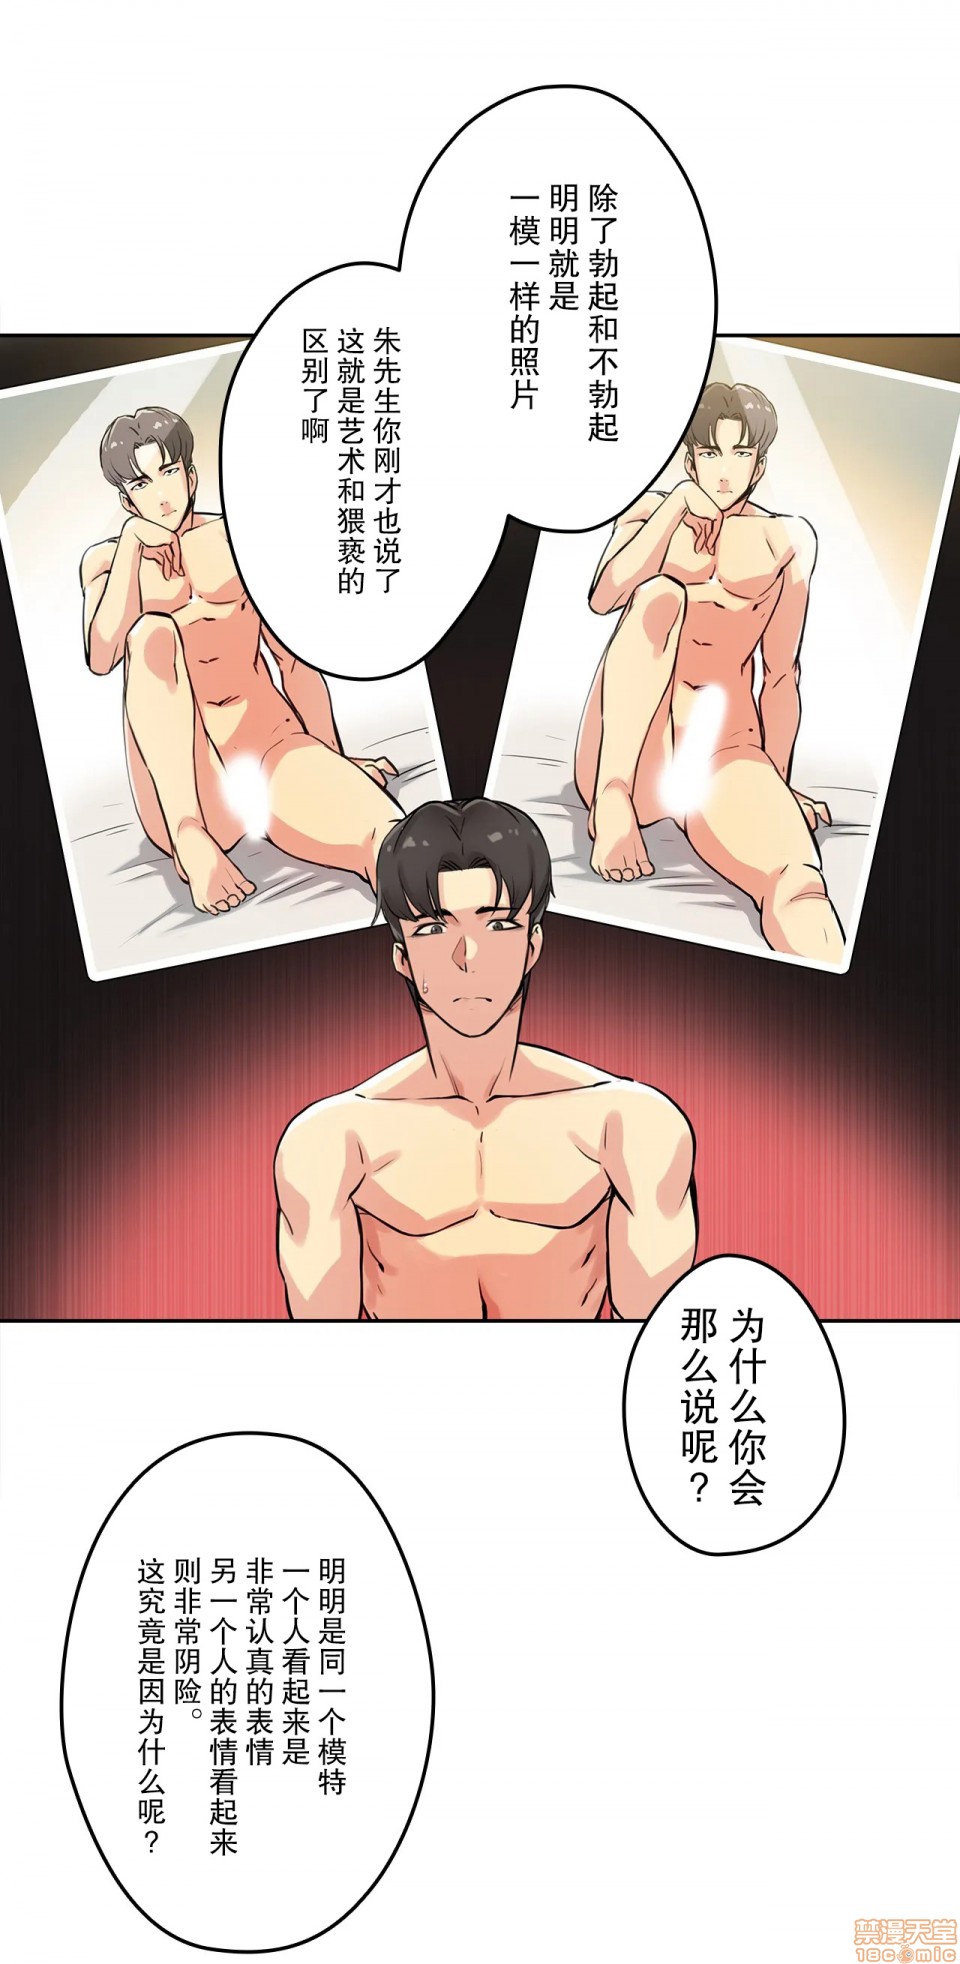 除了勃起和不勃起
明明就是
一模一样的照片
朱先生你刚才也说了
这就是艺术和猥亵的
区别了啊
为什么你会
那么说呢？
明明是同一个模特
一个人看起来是
非常认真的表情
另一个人的表情看起来
则非常阴险。
这究竟是因为什么呢？
禁漫天堂
18comic